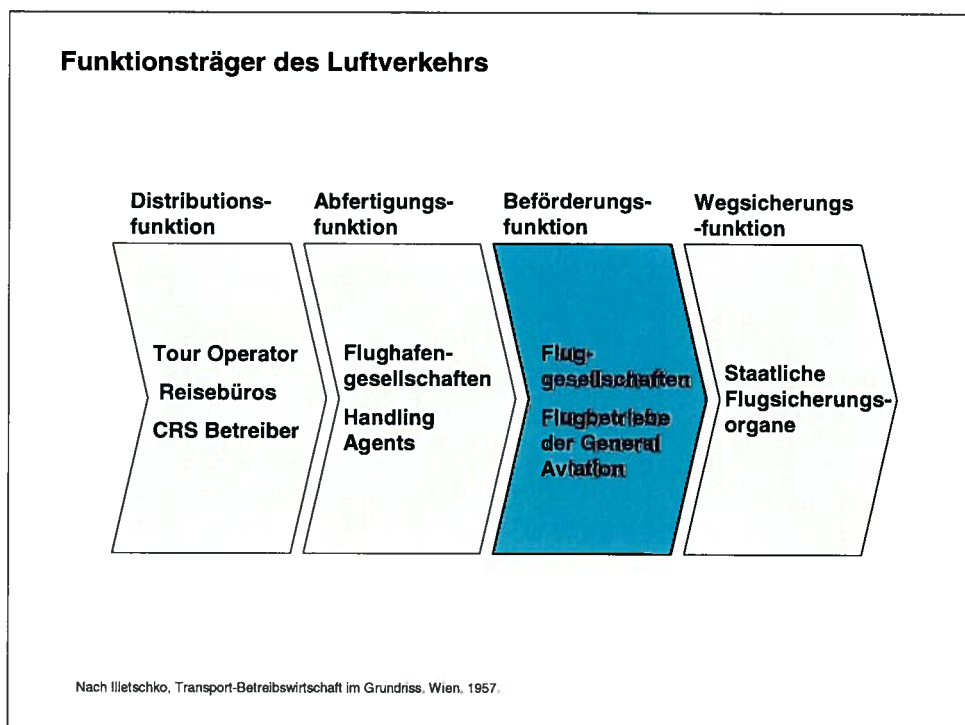 Funktionsträger des Luftverkehrs
Distributions-
funktion
Abfertigungs-
funktion
Beförderungs-
funktion
Wegsicherungs
-funktion
Tour Operator
Reisebüros
CRS Betreiber
Flughafen-
gesellschaften
Handling
Agents
Flug-
gesellschaften
Flugbetriebe
der General
Aviation
Staatliche
Flugsicherungs-
organe
Nach Illetschko, Transport-Betreibswirtschaft im Grundriss, Wien, 1957.